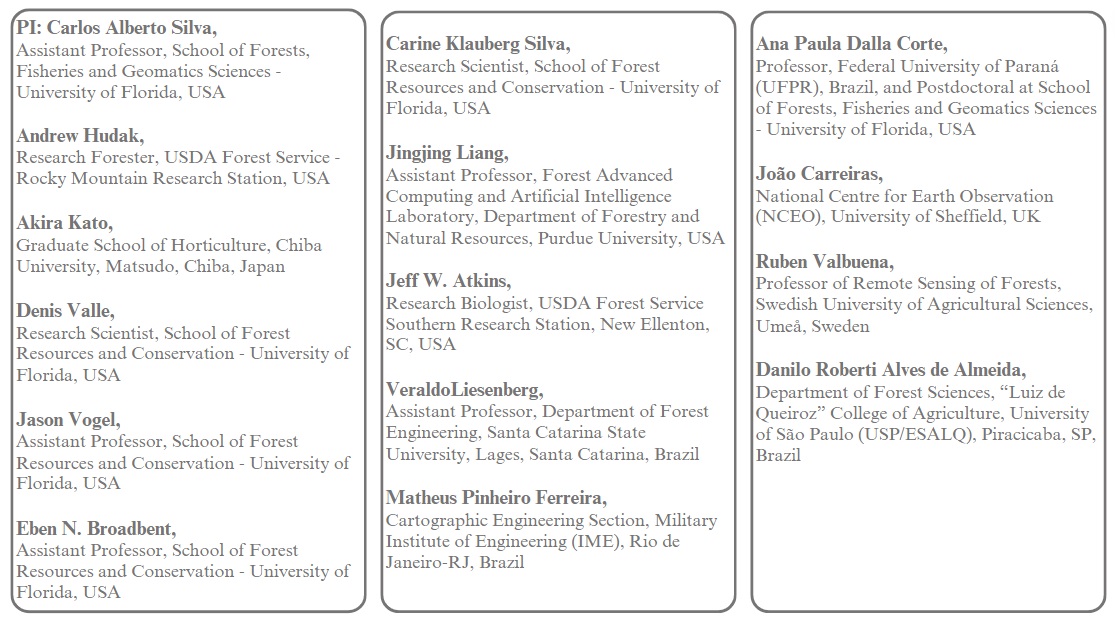 PI: Carlos Alberto Silva,
Assistant Professor, School of Forests,
Fisheries and Geomatics Sciences -
University of Florida, USA
Andrew Hudak,
Research Forester, USDA Forest Service -
Rocky Mountain Research Station, USA
Akira Kato,
Graduate School of Horticulture, Chiba
University, Matsudo, Chiba, Japan
Denis Valle,
Research Scientist, School of Forest
Resources and Conservation - University of
Florida, USA
Jason Vogel,
Assistant Professor, School of Forest
Resources and Conservation - University of
Florida, USA
Eben N. Broadbent,
Assistant Professor, School of Forest
Resources and Conservation - University of
Florida, USA
Carine Klauberg Silva,
Research Scientist, School of Forest
Resources and Conservation - University of
Florida, USA
Jingjing Liang,
Assistant Professor, Forest Advanced
Computing and Artificial Intelligence
Laboratory, Department of Forestry and
Natural Resources, Purdue University, USA
Jeff W. Atkins,
Research Biologist, USDA Forest Service
Southern Research Station, New Ellenton,
SC, USA
VeraldoLiesenberg,
Assistant Professor, Department of Forest
Engineering, Santa Catarina State
University, Lages, Santa Catarina, Brazil
Matheus Pinheiro Ferreira,
Cartographic Engineering Section, Military
Institute of Engineering (IME), Rio de
Janeiro-RJ, Brazil
Ana Paula Dalla Corte,
Professor, Federal University of Paraná
(UFPR), Brazil, and Postdoctoral at School
of Forests, Fisheries and Geomatics Sciences
- University of Florida, USA
João Carreiras,
National Centre for Earth Observation
(NCEO), University of Sheffield, UK
Ruben Valbuena,
Professor of Remote Sensing of Forests,
Swedish University of Agricultural Sciences,
Umeå, Sweden
Danilo Roberti Alves de Almeida,
Department of Forest Sciences, “Luiz de
Queiroz” College of Agriculture, University
of São Paulo (USP/ESALQ), Piracicaba, SP,
Brazil